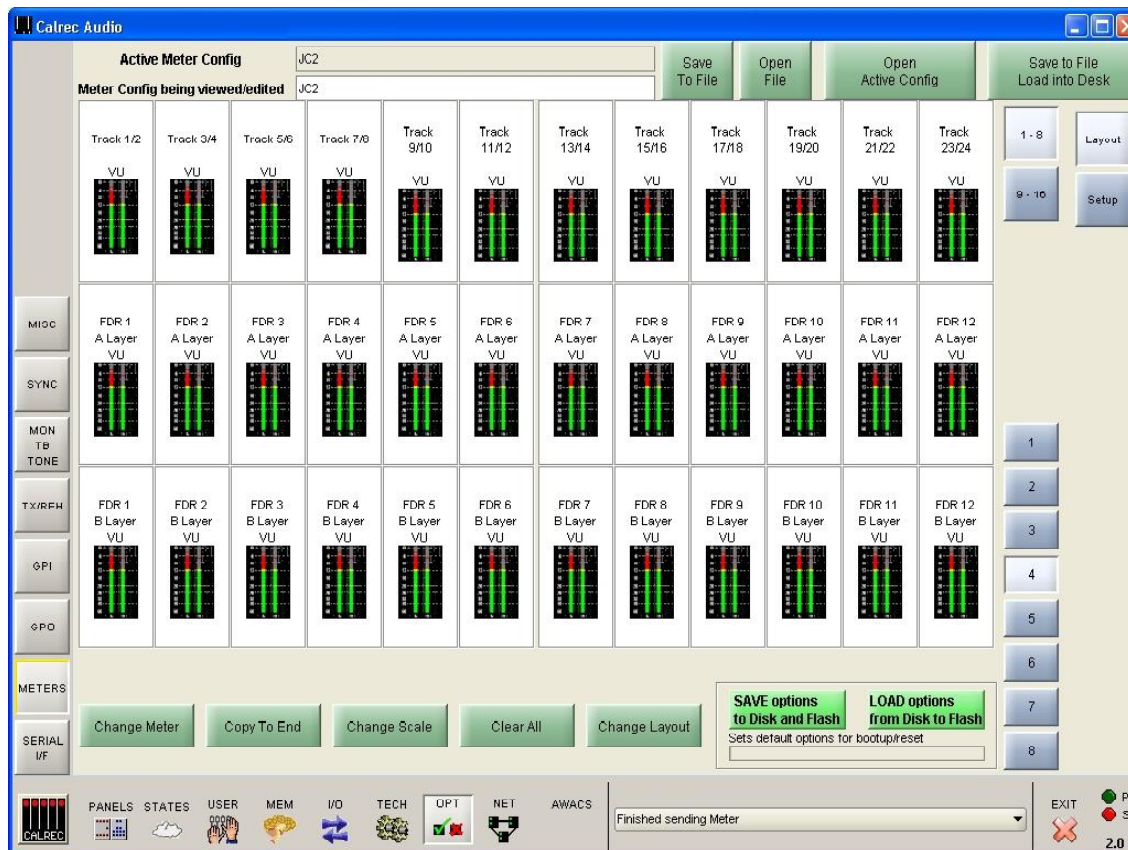 Calrec Audio
Active Meter Config
JC2
Save
To File
Open
File
Open
Active Config
Save to File
Load into Desk
Meter Config being viewed/edited
JC2
Track 1/2
Track 3/4
Track 5/6
Track 7/8
Track
9/10
Track
11/12
Track
13/14
Track
15/16
Track
17/18
Track
19/20
Track
21/22
Track
23/24
VU
VU
VU
VU
VU
VU
VU
VU
VU
VU
VU
VU
1 - 8
Layout
9 - 16
Setup
FDR 1
A Layer
VU
FDR 2
A Layer
VU
FDR 3
A Layer
VU
FDR 4
A Layer
VU
FDR 5
A Layer
VU
FDR 6
A Layer
VU
FDR 7
A Layer
VU
FDR 8
A Layer
VU
FDR 9
A Layer
VU
FDR 10
A Layer
VU
FDR 11
A Layer
VU
FDR 12
A Layer
VU
FDR 1
B Layer
VU
FDR 2
B Layer
VU
FDR 3
B Layer
VU
FDR 4
B Layer
VU
FDR 5
B Layer
VU
FDR 6
B Layer
VU
FDR 7
B Layer
VU
FDR 8
B Layer
VU
FDR 9
B Layer
VU
FDR 10
B Layer
VU
FDR 11
B Layer
VU
FDR 12
B Layer
VU
MISC
SYNC
MON
TB
TONE
TX/REH
GPI
GPO
METERS
SERIAL
I/F
1
2
3
4
5
6
7
8
Change Meter
Copy To End
Change Scale
Clear All
Change Layout
SAVE options
to Disk and Flash
LOAD options
from Disk to Flash
Sets default options for bootup/reset
CALREC
PANELS
STATES
USER
MEM
I/O
TECH
OPT
NET
AWACS
Finished sending Meter
EXIT
P
S
2.0